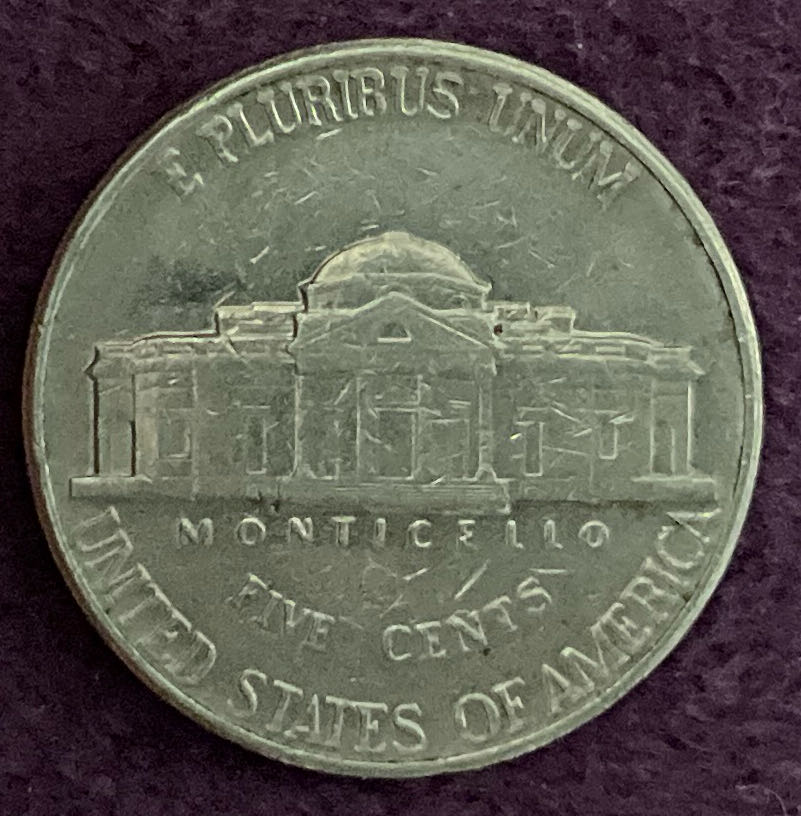 E PLURIBUS UNUM
MONTICELLO
FIVE CENTS
UNITED STATES OF AMERICA